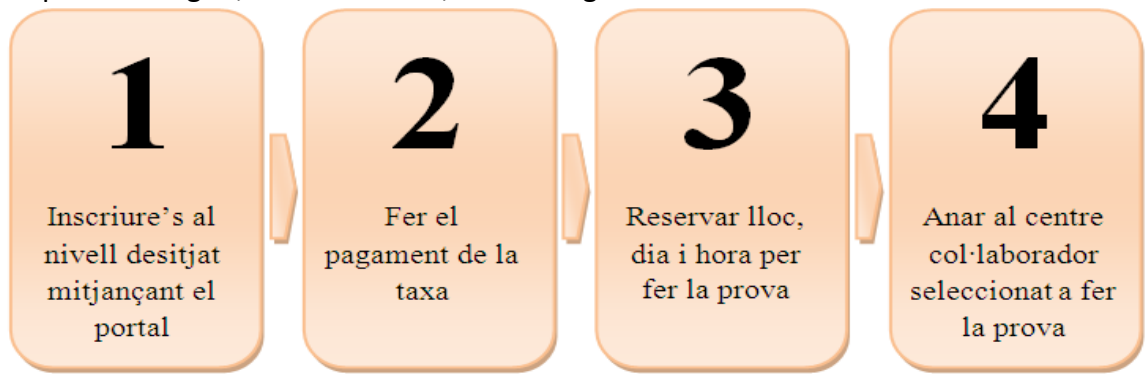 1
Inscriure’s al
nivell desitjat
mitjançant el
portal
2
Fer el
pagament de la
taxa
3
Reservar lloc,
dia i hora per
fer la prova
4
Anar al centre
col·laborador
seleccionat a fer
la prova